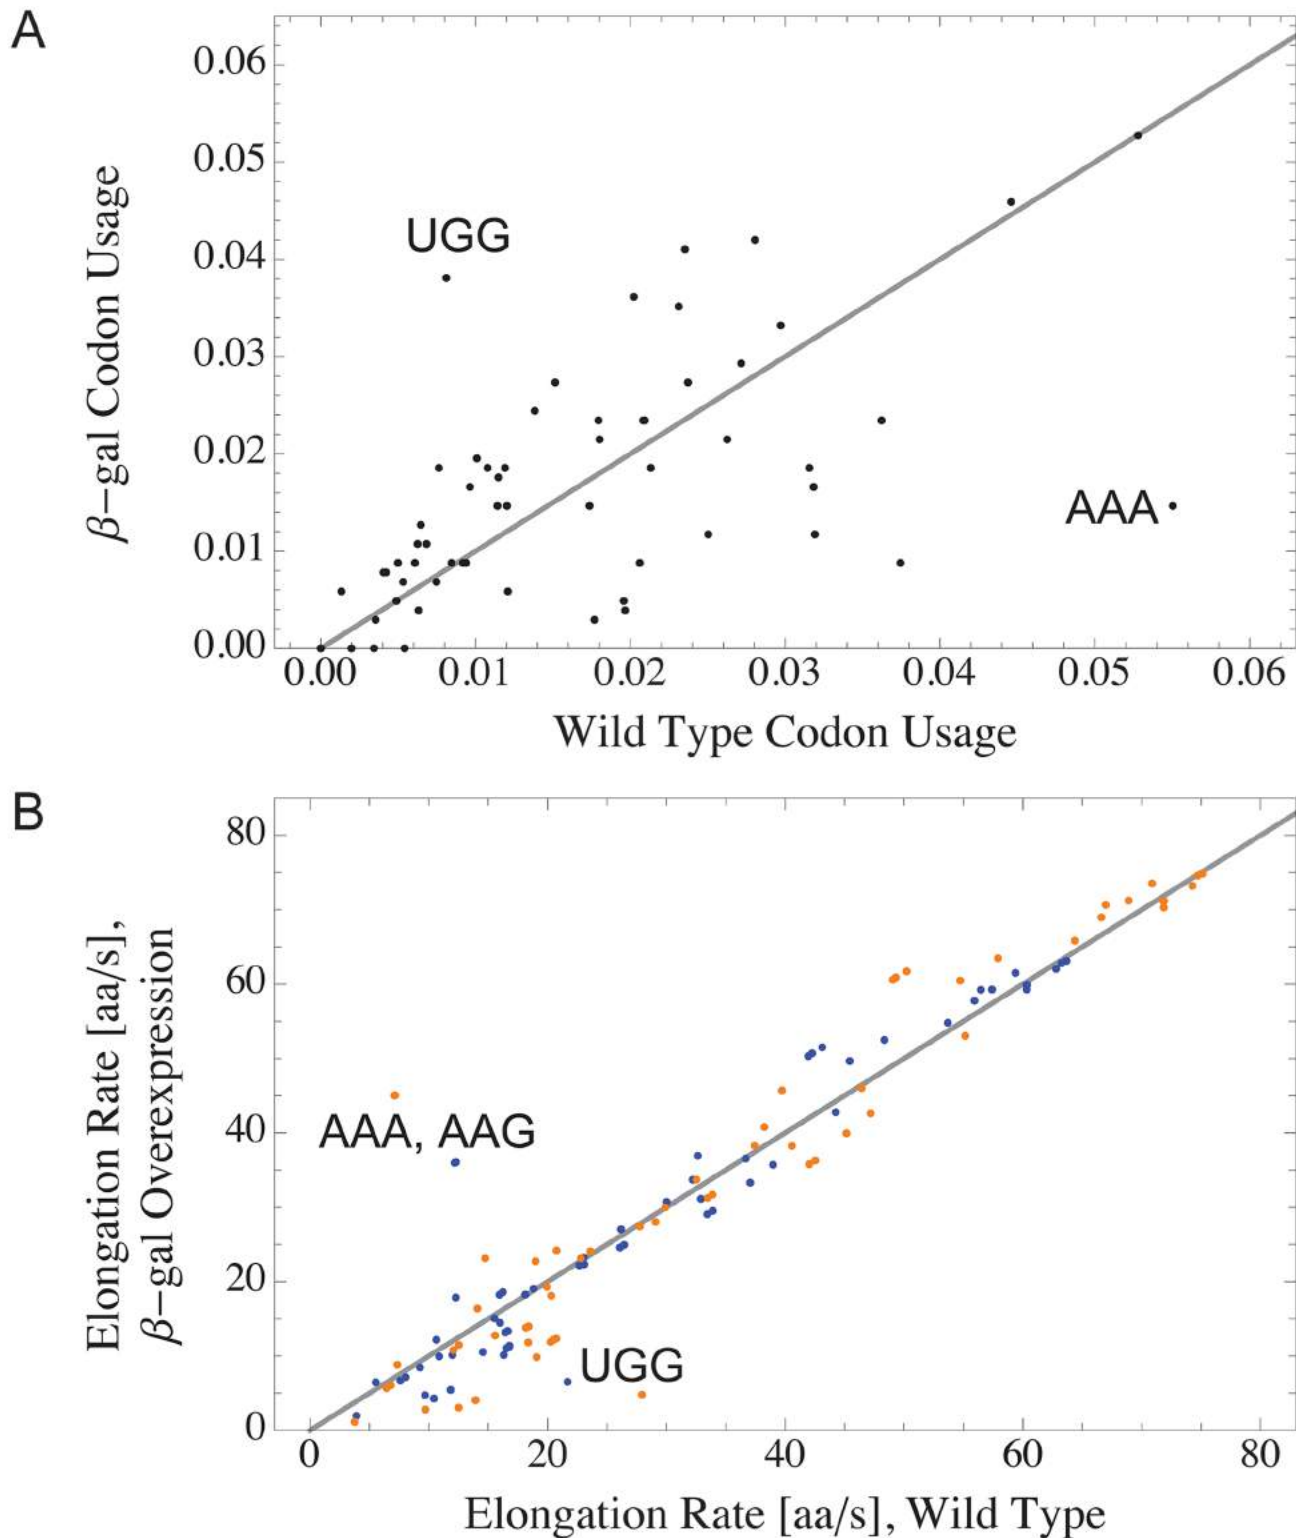 A
0.06
0.05
0.04
0.03
0.02
0.01
0.00
β−gal Codon Usage
UGG
AAA
0.00 0.01 0.02 0.03 0.04 0.05 0.06
Wild Type Codon Usage
B
80
60
40
20
0
Elongation Rate [aa/s],
β−gal Overexpression
AAA, AAG
UGG
0 20 40 60 80
Elongation Rate [aa/s], Wild Type